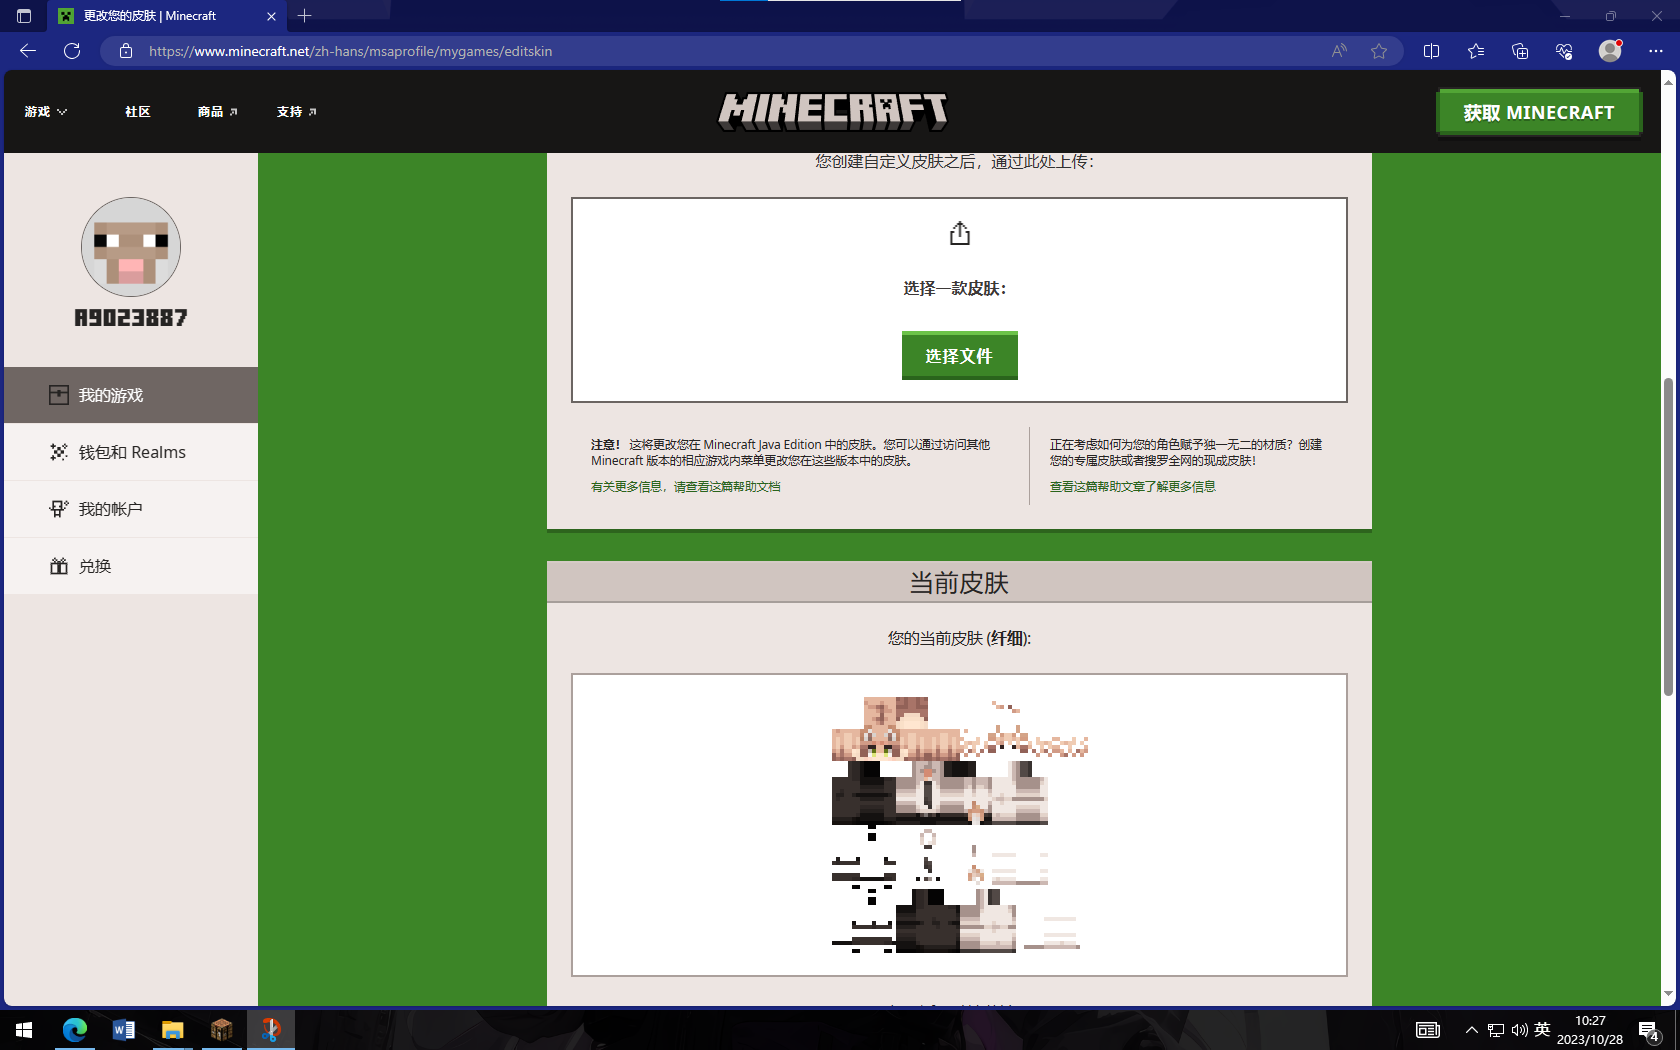 更改您的皮肤 | Minecraft
https://www.minecraft.net/zh-hans/msaprofile/mygames/editskin
游戏
社区
商品
支持
MINECRAFT
获取 MINECRAFT
A9023887
我的游戏
钱包和 Realms
我的帐户
兑换
您创建自定义皮肤之后，通过此处上传：
选择一款皮肤：
选择文件
注意！ 这将更改您在 Minecraft Java Edition 中的皮肤。您可以通过访问其他
Minecraft 版本的相应游戏内菜单更改您在这些版本中的皮肤。
有关更多信息，请查看这篇帮助文档
正在考虑如何为您的角色赋予独一无二的材质？创建
您的专属皮肤或者搜罗全网的现成皮肤！
查看这篇帮助文章了解更多信息
当前皮肤
您的当前皮肤 (纤细):
英
10:27
2023/10/28
4